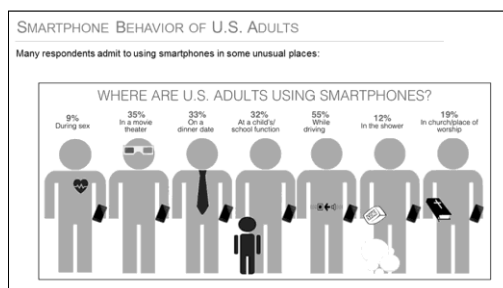 SMARTPHONE BEHAVIOR OF U.S. ADULTS
Many respondents admit to using smartphones in some unusual places:
WHERE ARE U.S. ADULTS USING SMARTPHONES?
9%
During sex
35%
In a movie
theater
33%
On a
dinner date
32%
At a child's/
school function
55%
While
driving
12%
In the shower
19%
In church/place of
worship